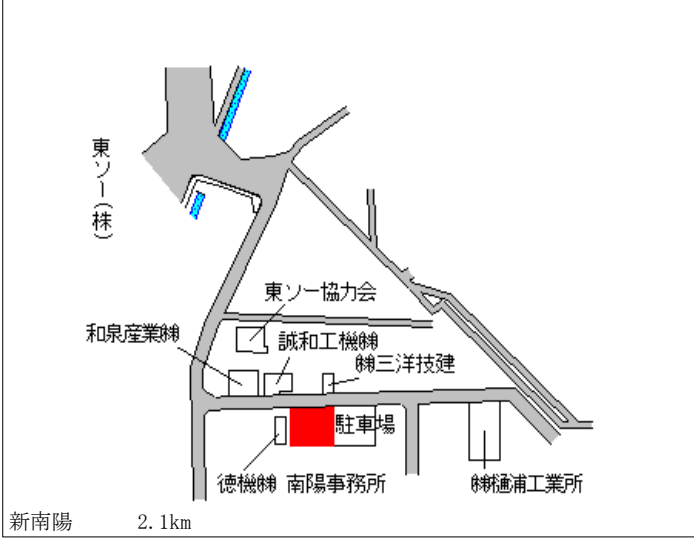 東ソー(株)
東ソー協力会
和泉産業㈱
誠和工機㈱
㈱三洋技建
駐車場
徳機㈱ 南陽事務所
㈱樋浦工業所
新南陽 2.1km